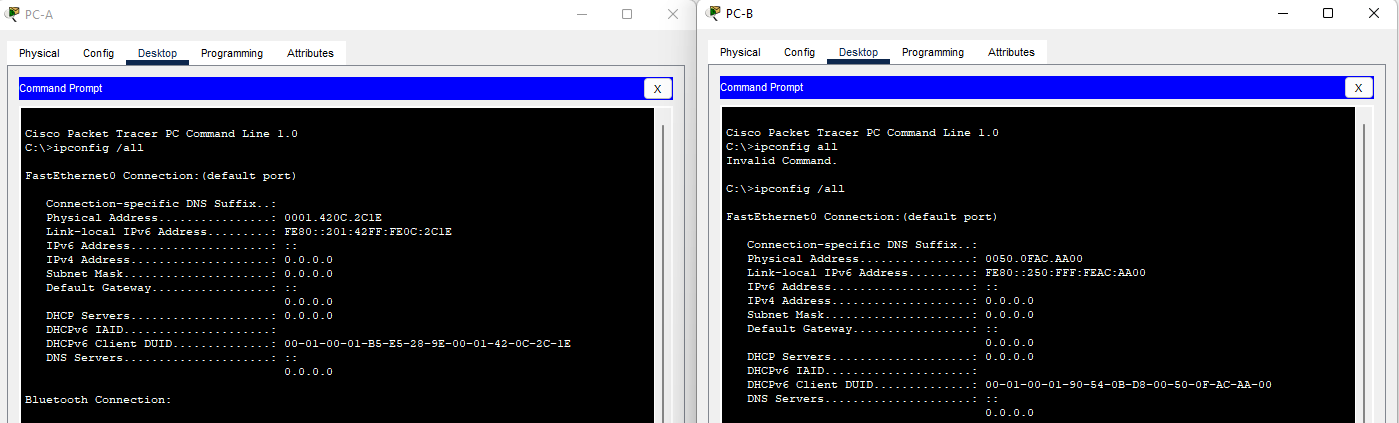 PC-A
Physical Config Desktop Programming Attributes
Command Prompt
X
Cisco Packet Tracer PC Command Line 1.0
C:\>ipconfig /all
FastEthernet0 Connection:(default port)
Connection-specific DNS Suffix..:
Physical Address................: 0001.420C.2C1E
Link-local IPv6 Address.........: FE80::201:42FF:FE0C:2C1E
IPv6 Address....................: ::
IPv4 Address....................: 0.0.0.0
Subnet Mask.....................: 0.0.0.0
Default Gateway.................: ::
0.0.0.0
DHCP Servers....................: 0.0.0.0
DHCPv6 IAID.....................:
DHCPv6 Client DUID..............: 00-01-00-01-B5-E5-28-9E-00-01-42-0C-2C-1E
DNS Servers.....................: ::
0.0.0.0
Bluetooth Connection:
PC-B
Physical Config Desktop Programming Attributes
Command Prompt
X
Cisco Packet Tracer PC Command Line 1.0
C:\>ipconfig all
Invalid Command.
C:\>ipconfig /all
FastEthernet0 Connection:(default port)
Connection-specific DNS Suffix..:
Physical Address................: 0050.0FAC.AA00
Link-local IPv6 Address.........: FE80::250:FFF:FEAC:AA00
IPv6 Address....................: ::
IPv4 Address....................: 0.0.0.0
Subnet Mask.....................: 0.0.0.0
Default Gateway.................: ::
0.0.0.0
DHCP Servers....................: 0.0.0.0
DHCPv6 IAID.....................:
DHCPv6 Client DUID..............: 00-01-00-01-90-54-0B-D8-00-50-0F-AC-AA-00
DNS Servers.....................: ::
0.0.0.0